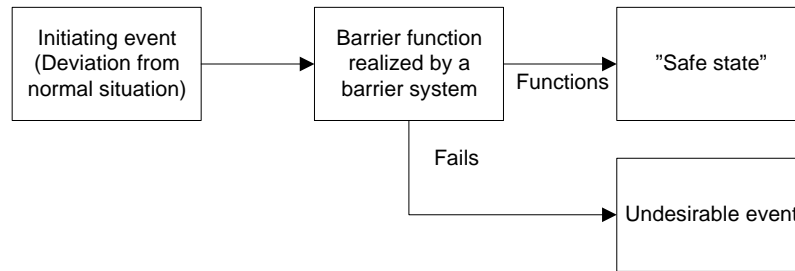 Initiating event
(Deviation from
normal situation)
Barrier function
realized by a
barrier system
Functions
”Safe state”
Fails
Undesirable event